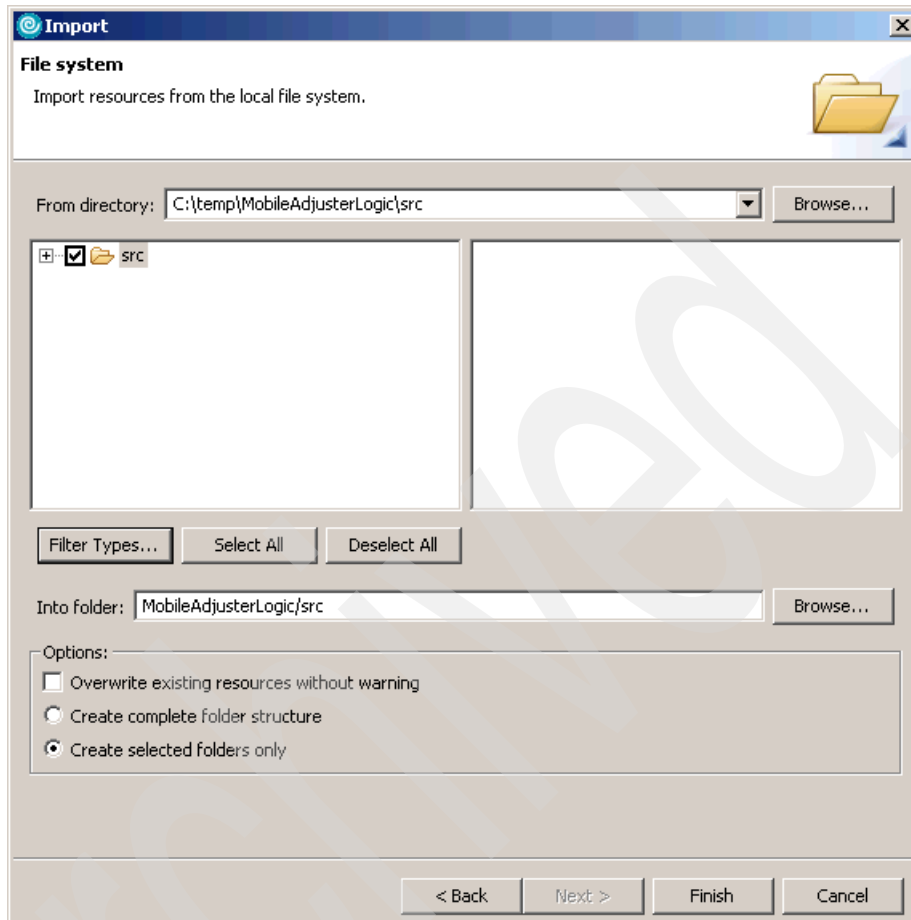 Import
File system
Import resources from the local file system.
From directory: C:\temp\MobileAdjusterLogic\src Browse...
src
Filter Types... Select All Deselect All
Into folder: MobileAdjusterLogic/src Browse...
Options:
Overwrite existing resources without warning
Create complete folder structure
Create selected folders only
< Back Next > Finish Cancel
rchived